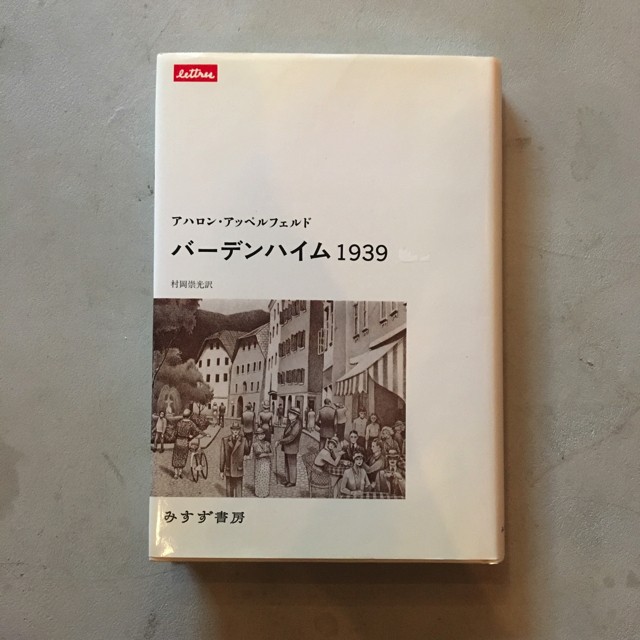 lettres
アハロン・アッペルフェルド
バーデンハイム1939
村岡崇光訳
みすず書房